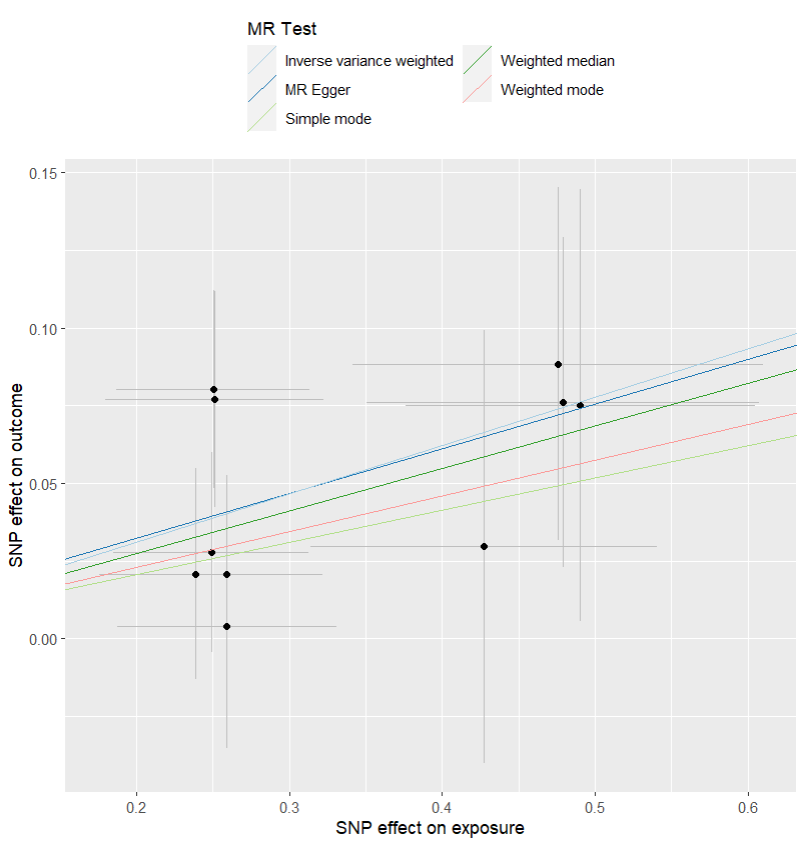 MR Test
Inverse variance weighted
Weighted median
MR Egger
Weighted mode
Simple mode
0.15
0.10
0.05
0.00
SNP effect on outcome
0.2 0.3 0.4 0.5 0.6
SNP effect on exposure